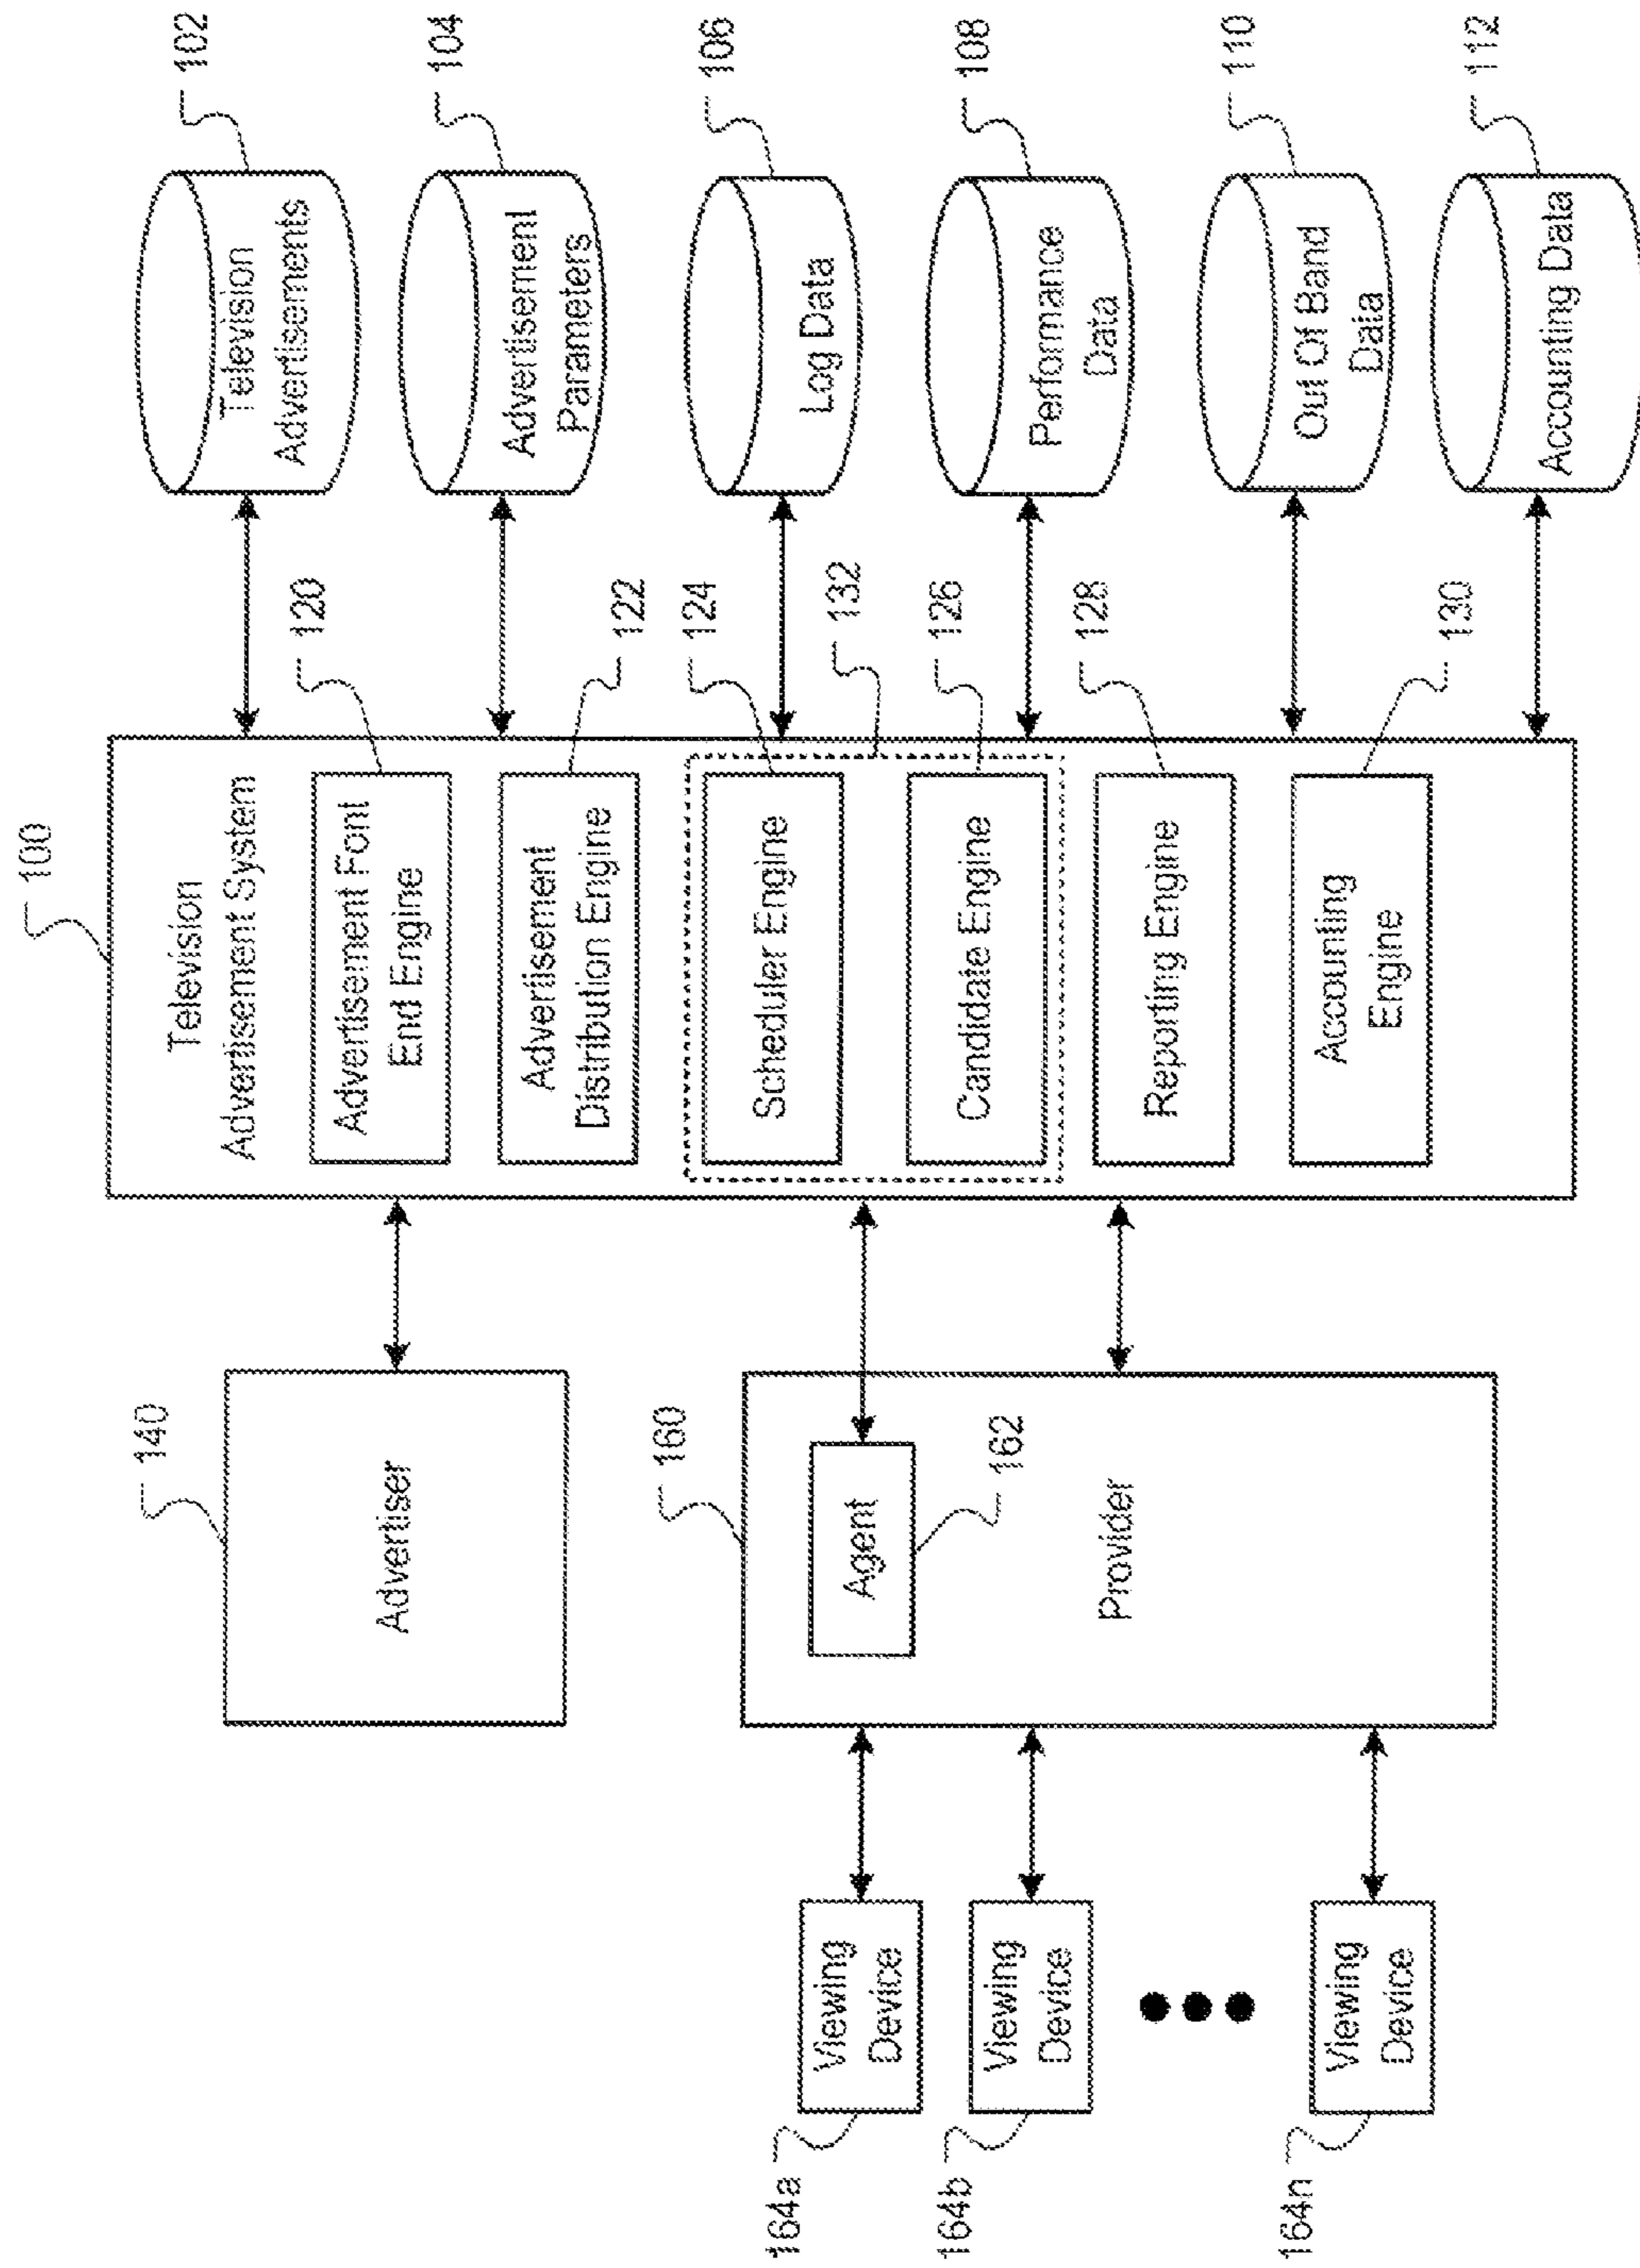 100
Television
Advertisement System
120
Advertisement Font
End Engine
122
Advertisement
Distribution Engine
124
Scheduler Engine
132
126
Candidate Engine
128
Reporting Engine
130
Accounting
Engine
102
Television
Advertisements
104
Advertisement
Parameters
106
Log Data
108
Performance
Data
110
Out Of Band
Data
112
Accounting Data
140
Advertiser
160
Agent
162
Provider
164a
Viewing
Device
164b
Viewing
Device
164n
Viewing
Device